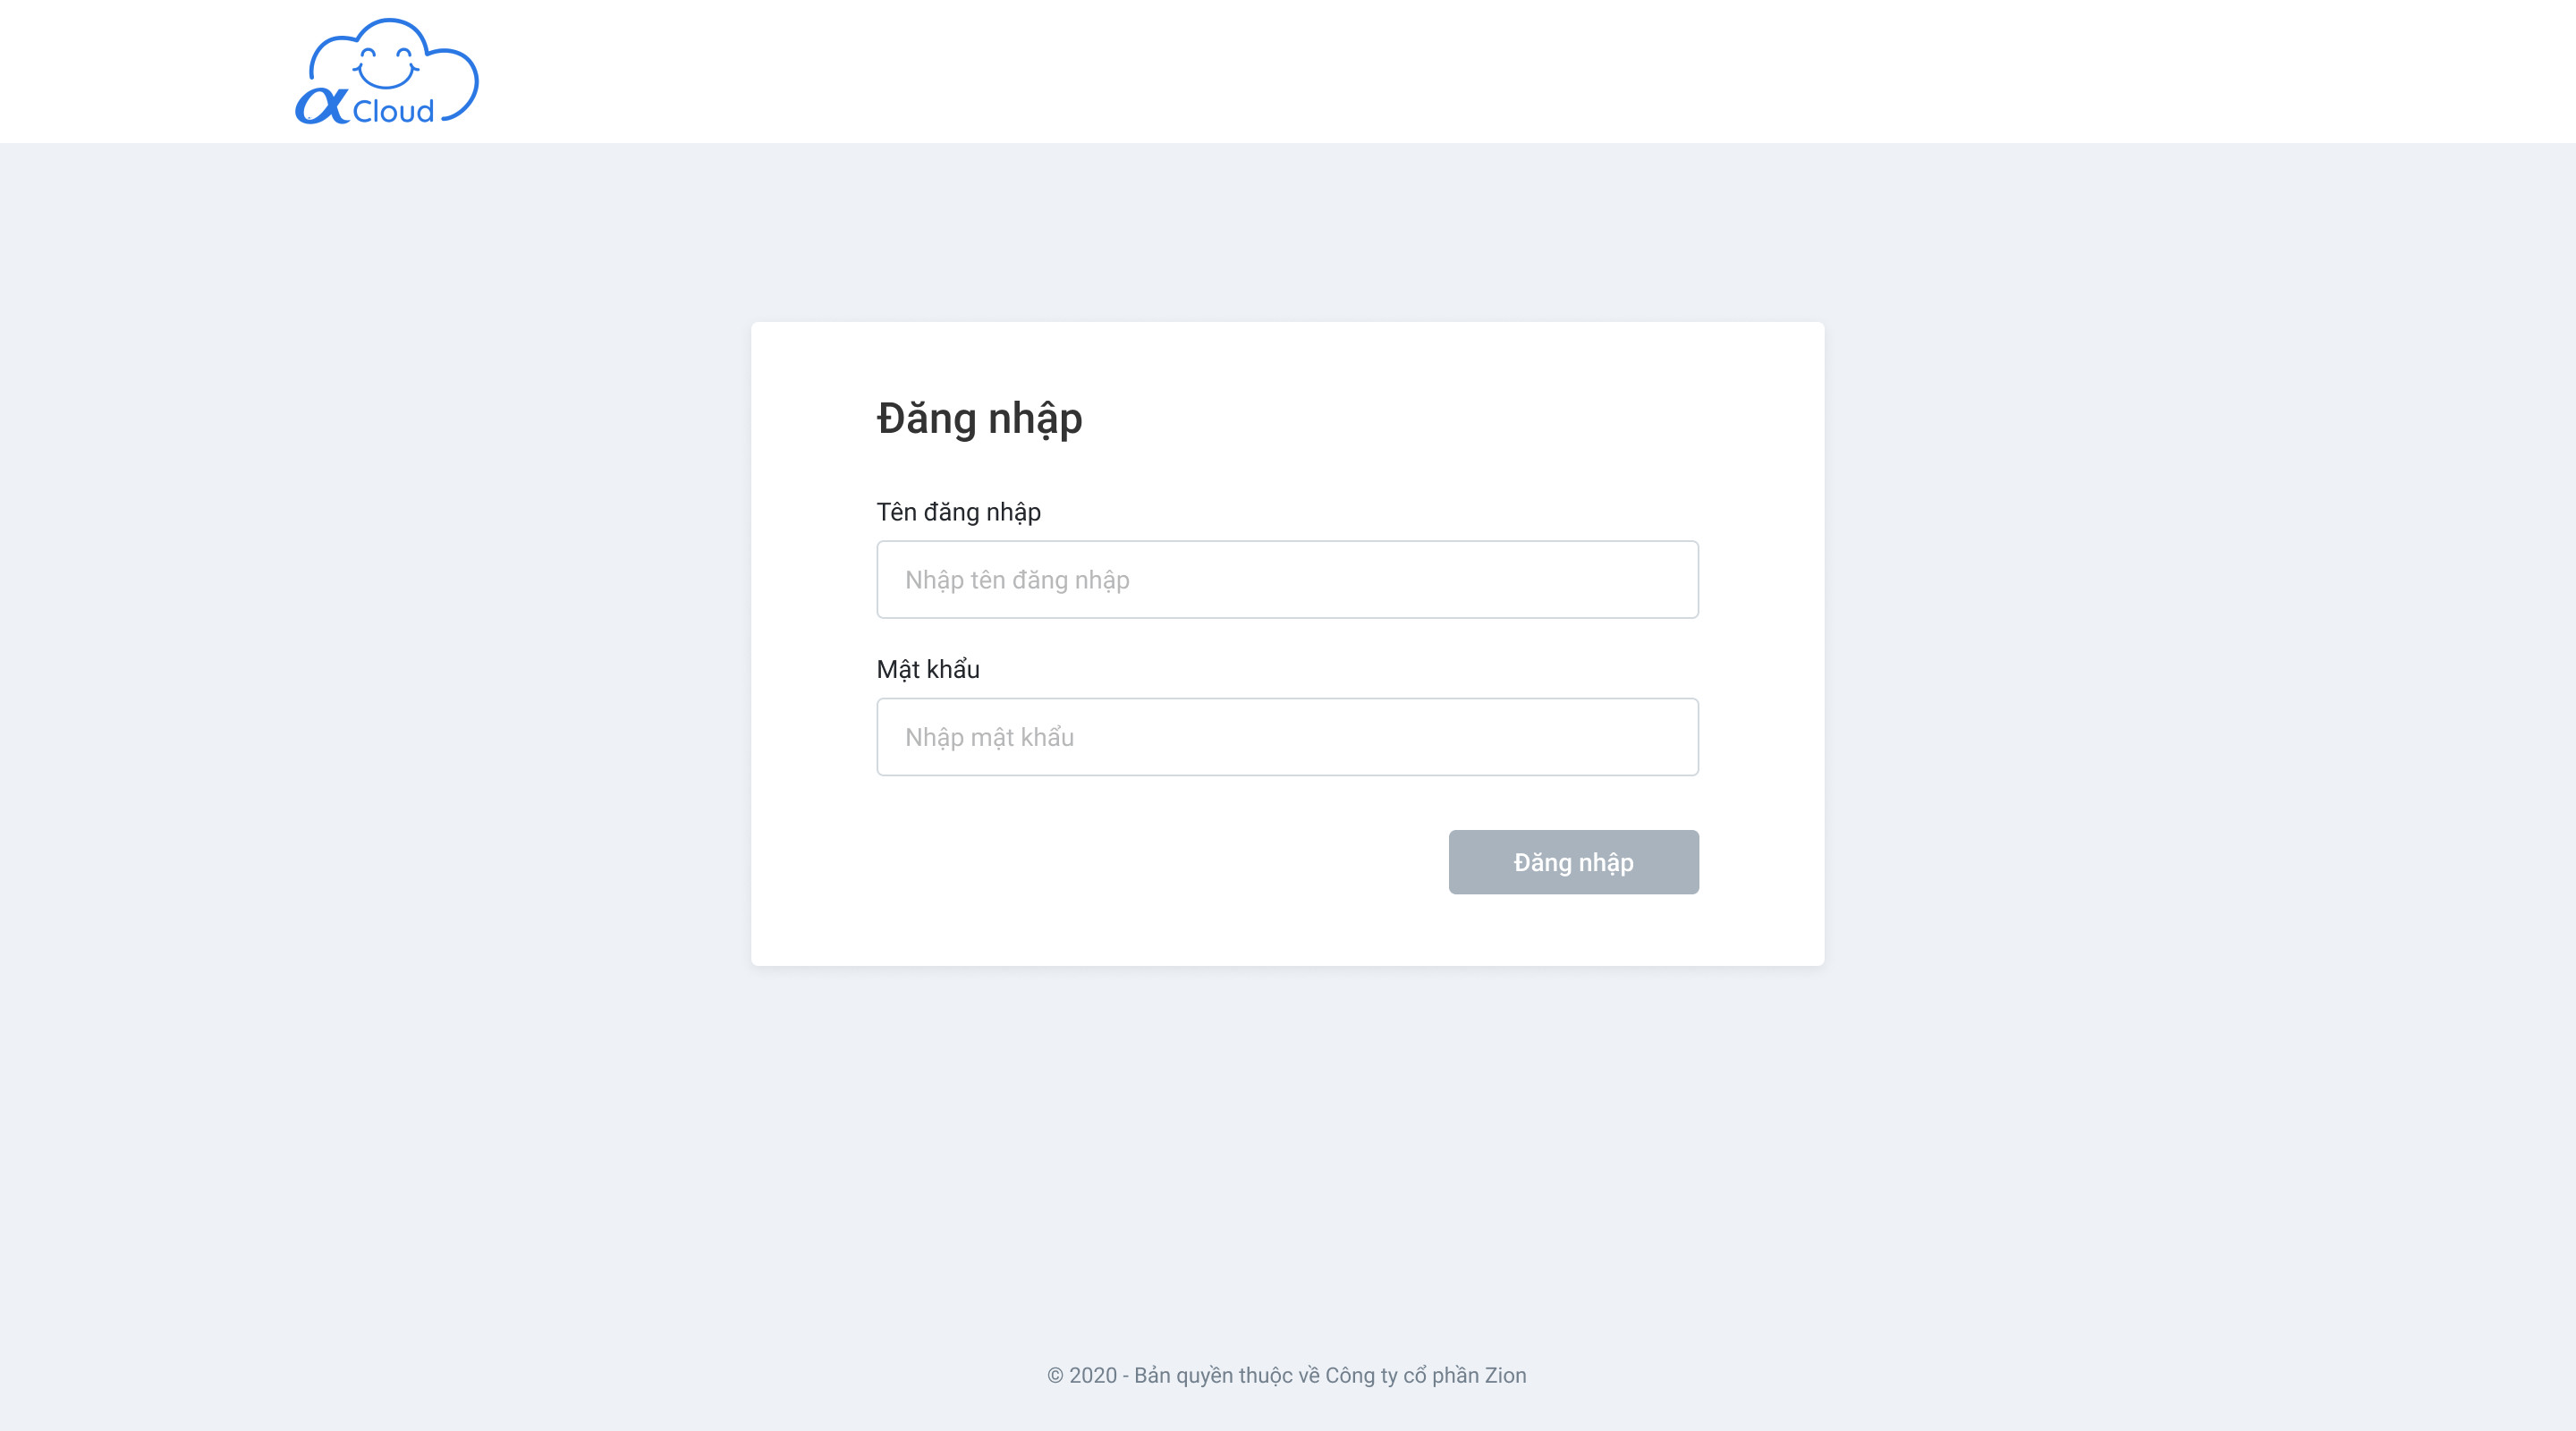 α Cloud
Đăng nhập
Tên đăng nhập
Nhập tên đăng nhập
Mật khẩu
Nhập mật khẩu
Đăng nhập
© 2020 - Bản quyền thuộc về Công ty cổ phần Zion